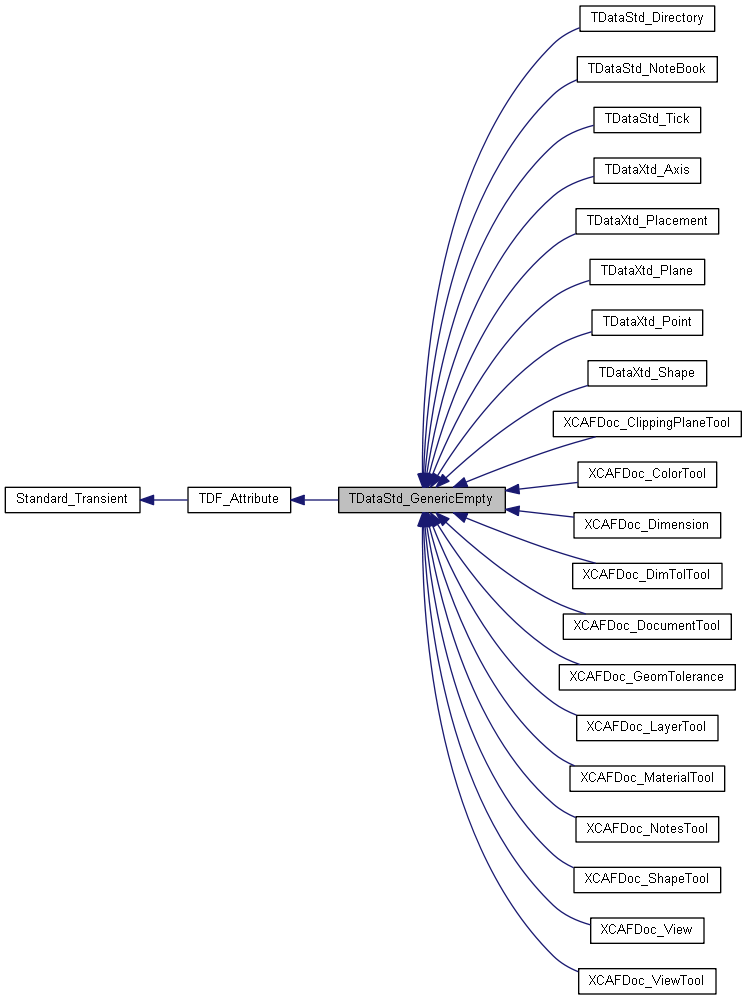 TDataStd_Directory
TDataStd_NoteBook
TDataStd_Tick
TDataXtd_Axis
TDataXtd_Placement
TDataXtd_Plane
TDataXtd_Point
TDataXtd_Shape
XCAFDoc_ClippingPlaneTool
XCAFDoc_ColorTool
Standard_Transient
TDF_Attribute
TDataStd_GenericEmpty
XCAFDoc_Dimension
XCAFDoc_DimTolTool
XCAFDoc_DocumentTool
XCAFDoc_GeomTolerance
XCAFDoc_LayerTool
XCAFDoc_MaterialTool
XCAFDoc_NotesTool
XCAFDoc_ShapeTool
XCAFDoc_View
XCAFDoc_ViewTool